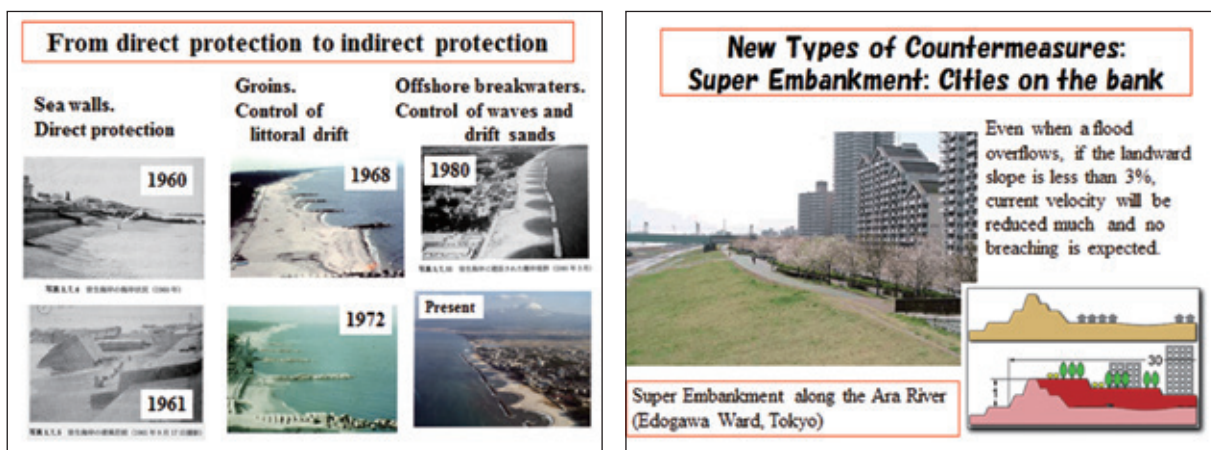 From direct protection to indirect protection
Sea walls.
Direct protection
Groins.
Control of
littoral drift
Offshore breakwaters.
Control of waves and
drift sands
1960
1968
1980
1961
1972
Present
New Types of Countermeasures:
Super Embankment: Cities on the bank
Even when a flood
overflows, if the landward
slope is less than 3%,
current velocity will be
reduced much and no
breaching is expected.
30
1
Super Embankment along the Ara River
(Edogawa Ward, Tokyo)